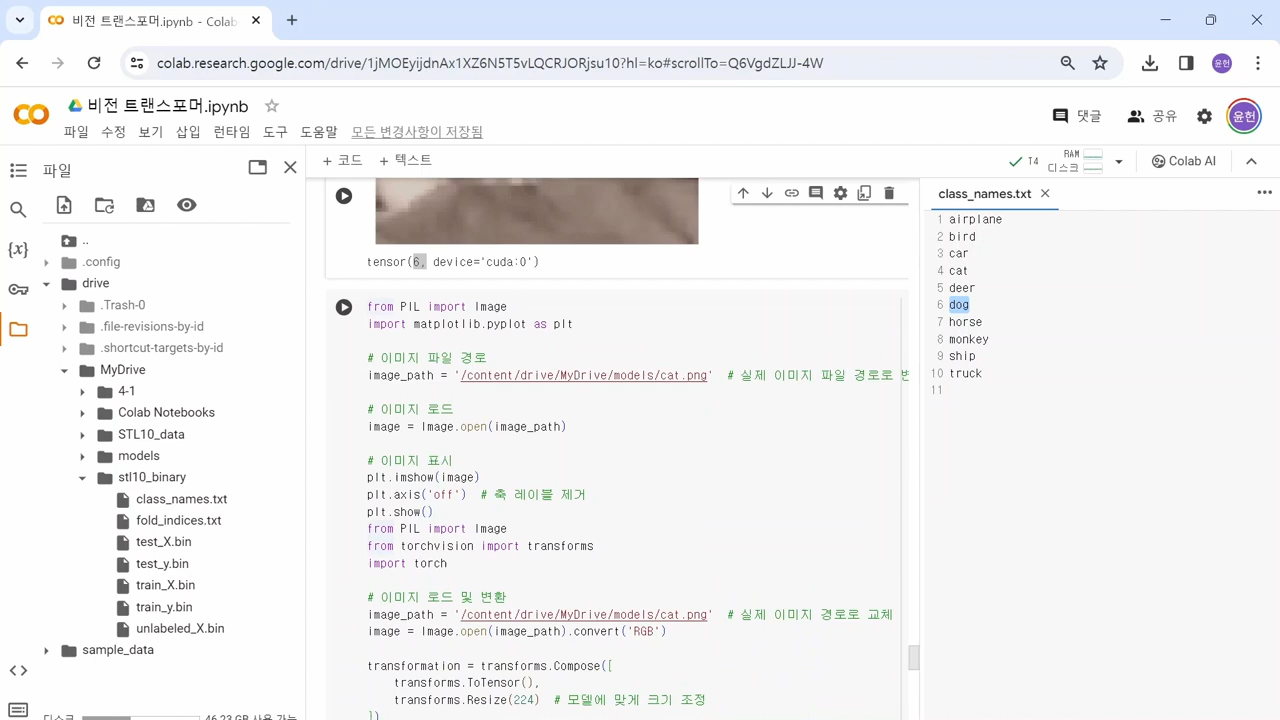 비전 트랜스포머.ipynb - Colab
colab.research.google.com/drive/1jMOEyijdnAx1XZ6N5T5vLQCRJORjsu10?hl=ko#scrollTo=Q6VgdZLJJ-4W
윤헌
비전 트랜스포머.ipynb
파일 수정 보기 삽입 런타임 도구 도움말 모든 변경사항이 저장됨
댓글 공유 윤헌
파일
+ 코드 + 텍스트
T4 RAM 디스크 Colab AI
..
.config
drive
.Trash-0
.file-revisions-by-id
.shortcut-targets-by-id
MyDrive
4-1
Colab Notebooks
STL10_data
models
stl10_binary
class_names.txt
fold_indices.txt
test_X.bin
test_y.bin
train_X.bin
train_y.bin
unlabeled_X.bin
sample_data
디스크 46.23 GB 사용 가능
tensor(6, device='cuda:0')
from PIL import Image
import matplotlib.pyplot as plt
# 이미지 파일 경로
image_path = '/content/drive/MyDrive/models/cat.png' # 실제 이미지 파일 경로로
# 이미지 로드
image = Image.open(image_path)
# 이미지 표시
plt.imshow(image)
plt.axis('off') # 축 레이블 제거
plt.show()
from PIL import Image
from torchvision import transforms
import torch
# 이미지 로드 및 변환
image_path = '/content/drive/MyDrive/models/cat.png' # 실제 이미지 경로로 교체
image = Image.open(image_path).convert('RGB')
transformation = transforms.Compose([
transforms.ToTensor(),
transforms.Resize(224) # 모델에 맞게 크기 조정
])
class_names.txt
1 airplane
2 bird
3 car
4 cat
5 deer
6 dog
7 horse
8 monkey
9 ship
10 truck
11